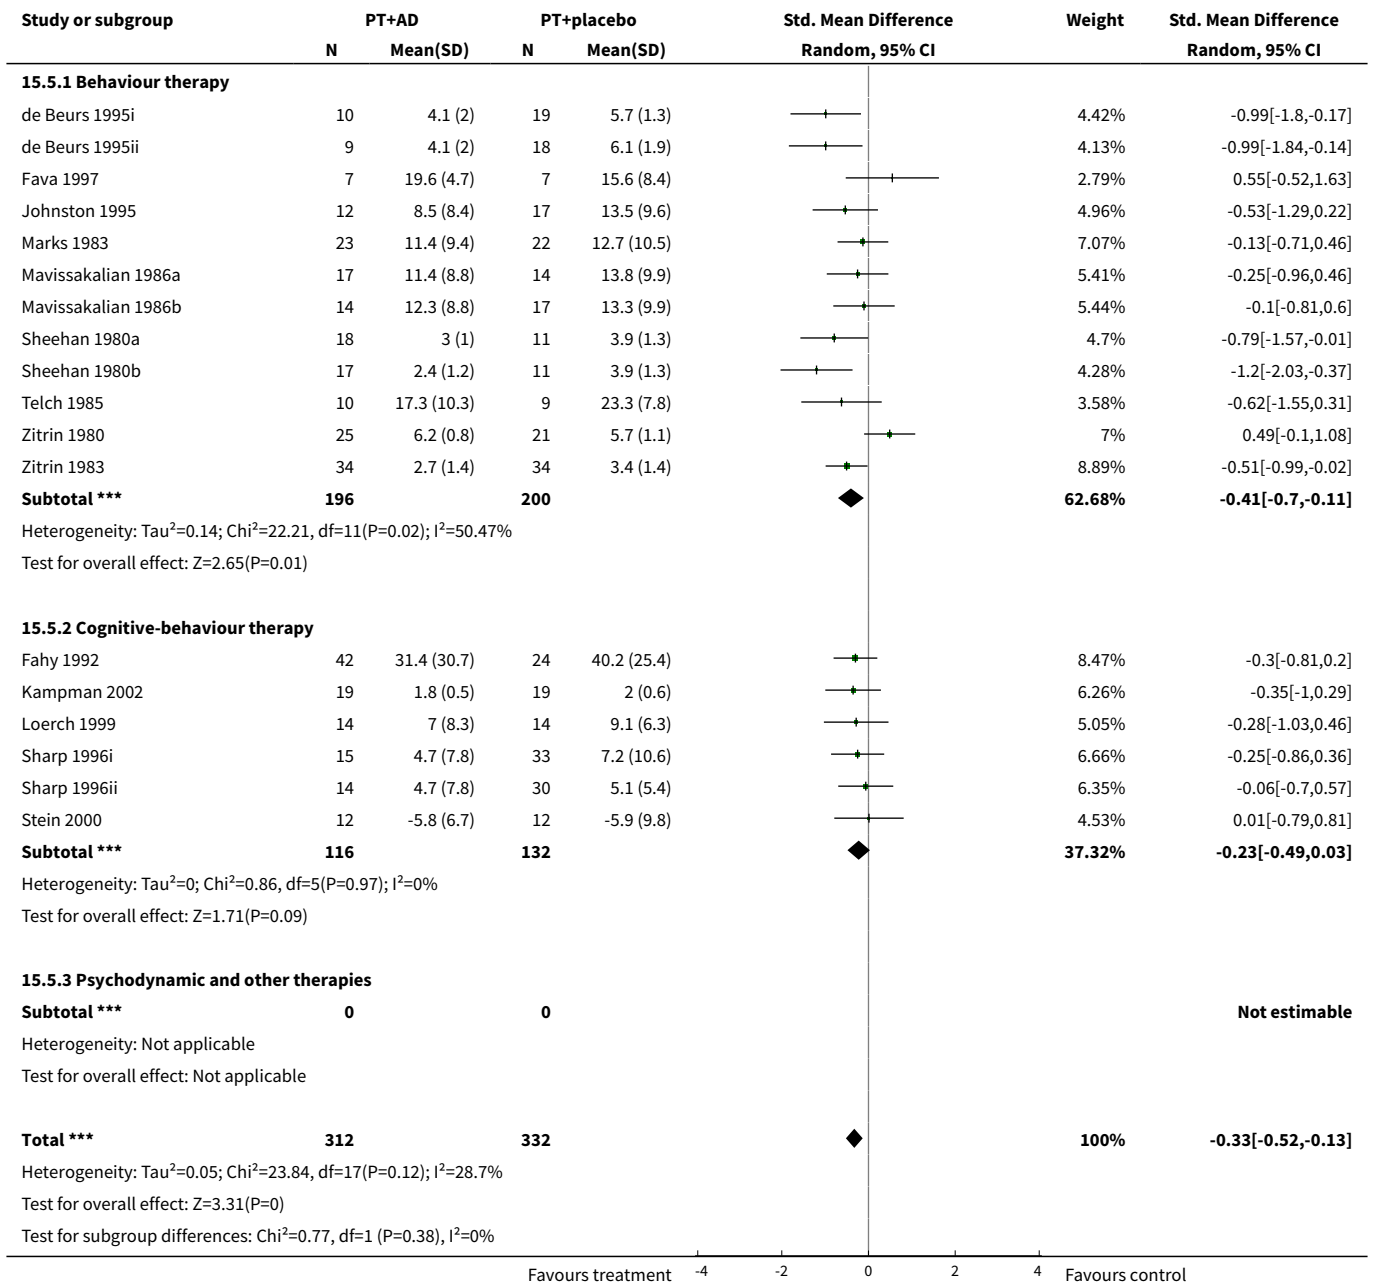 Study or subgroup PT+AD PT+placebo Std. Mean Difference Weight Std. Mean Difference
N Mean(SD) N Mean(SD) Random, 95% CI Random, 95% CI
15.5.1 Behaviour therapy
de Beurs 1995i 10 4.1 (2) 19 5.7 (1.3) 4.42% -0.99[-1.8,-0.17]
de Beurs 1995ii 9 4.1 (2) 18 6.1 (1.9) 4.13% -0.99[-1.84,-0.14]
Fava 1997 7 19.6 (4.7) 7 15.6 (8.4) 2.79% 0.55[-0.52,1.63]
Johnston 1995 12 8.5 (8.4) 17 13.5 (9.6) 4.96% -0.53[-1.29,0.22]
Marks 1983 23 11.4 (9.4) 22 12.7 (10.5) 7.07% -0.13[-0.71,0.46]
Mavissakalian 1986a 17 11.4 (8.8) 14 13.8 (9.9) 5.41% -0.25[-0.96,0.46]
Mavissakalian 1986b 14 12.3 (8.8) 17 13.3 (9.9) 5.44% -0.1[-0.81,0.6]
Sheehan 1980a 18 3 (1) 11 3.9 (1.3) 4.7% -0.79[-1.57,-0.01]
Sheehan 1980b 17 2.4 (1.2) 11 3.9 (1.3) 4.28% -1.2[-2.03,-0.37]
Telch 1985 10 17.3 (10.3) 9 23.3 (7.8) 3.58% -0.62[-1.55,0.31]
Zitrin 1980 25 6.2 (0.8) 21 5.7 (1.1) 7% 0.49[-0.1,1.08]
Zitrin 1983 34 2.7 (1.4) 34 3.4 (1.4) 8.89% -0.51[-0.99,-0.02]
Subtotal *** 196 200 62.68% -0.41[-0.7,-0.11]
Heterogeneity: Tau²=0.14; Chi²=22.21, df=11(P=0.02); I²=50.47%
Test for overall effect: Z=2.65(P=0.01)
15.5.2 Cognitive-behaviour therapy
Fahy 1992 42 31.4 (30.7) 24 40.2 (25.4) 8.47% -0.3[-0.81,0.2]
Kampman 2002 19 1.8 (0.5) 19 2 (0.6) 6.26% -0.35[-1,0.29]
Loerch 1999 14 7 (8.3) 14 9.1 (6.3) 5.05% -0.28[-1.03,0.46]
Sharp 1996i 15 4.7 (7.8) 33 7.2 (10.6) 6.66% -0.25[-0.86,0.36]
Sharp 1996ii 14 4.7 (7.8) 30 5.1 (5.4) 6.35% -0.06[-0.7,0.57]
Stein 2000 12 -5.8 (6.7) 12 -5.9 (9.8) 4.53% 0.01[-0.79,0.81]
Subtotal *** 116 132 37.32% -0.23[-0.49,0.03]
Heterogeneity: Tau²=0; Chi²=0.86, df=5(P=0.97); I²=0%
Test for overall effect: Z=1.71(P=0.09)
15.5.3 Psychodynamic and other therapies
Subtotal *** 0 0 Not estimable
Heterogeneity: Not applicable
Test for overall effect: Not applicable
Total *** 312 332 100% -0.33[-0.52,-0.13]
Heterogeneity: Tau²=0.05; Chi²=23.84, df=17(P=0.12); I²=28.7%
Test for overall effect: Z=3.31(P=0)
Test for subgroup differences: Chi²=0.77, df=1 (P=0.38), I²=0%
Favours treatment -4 -2 0 2 4 Favours control